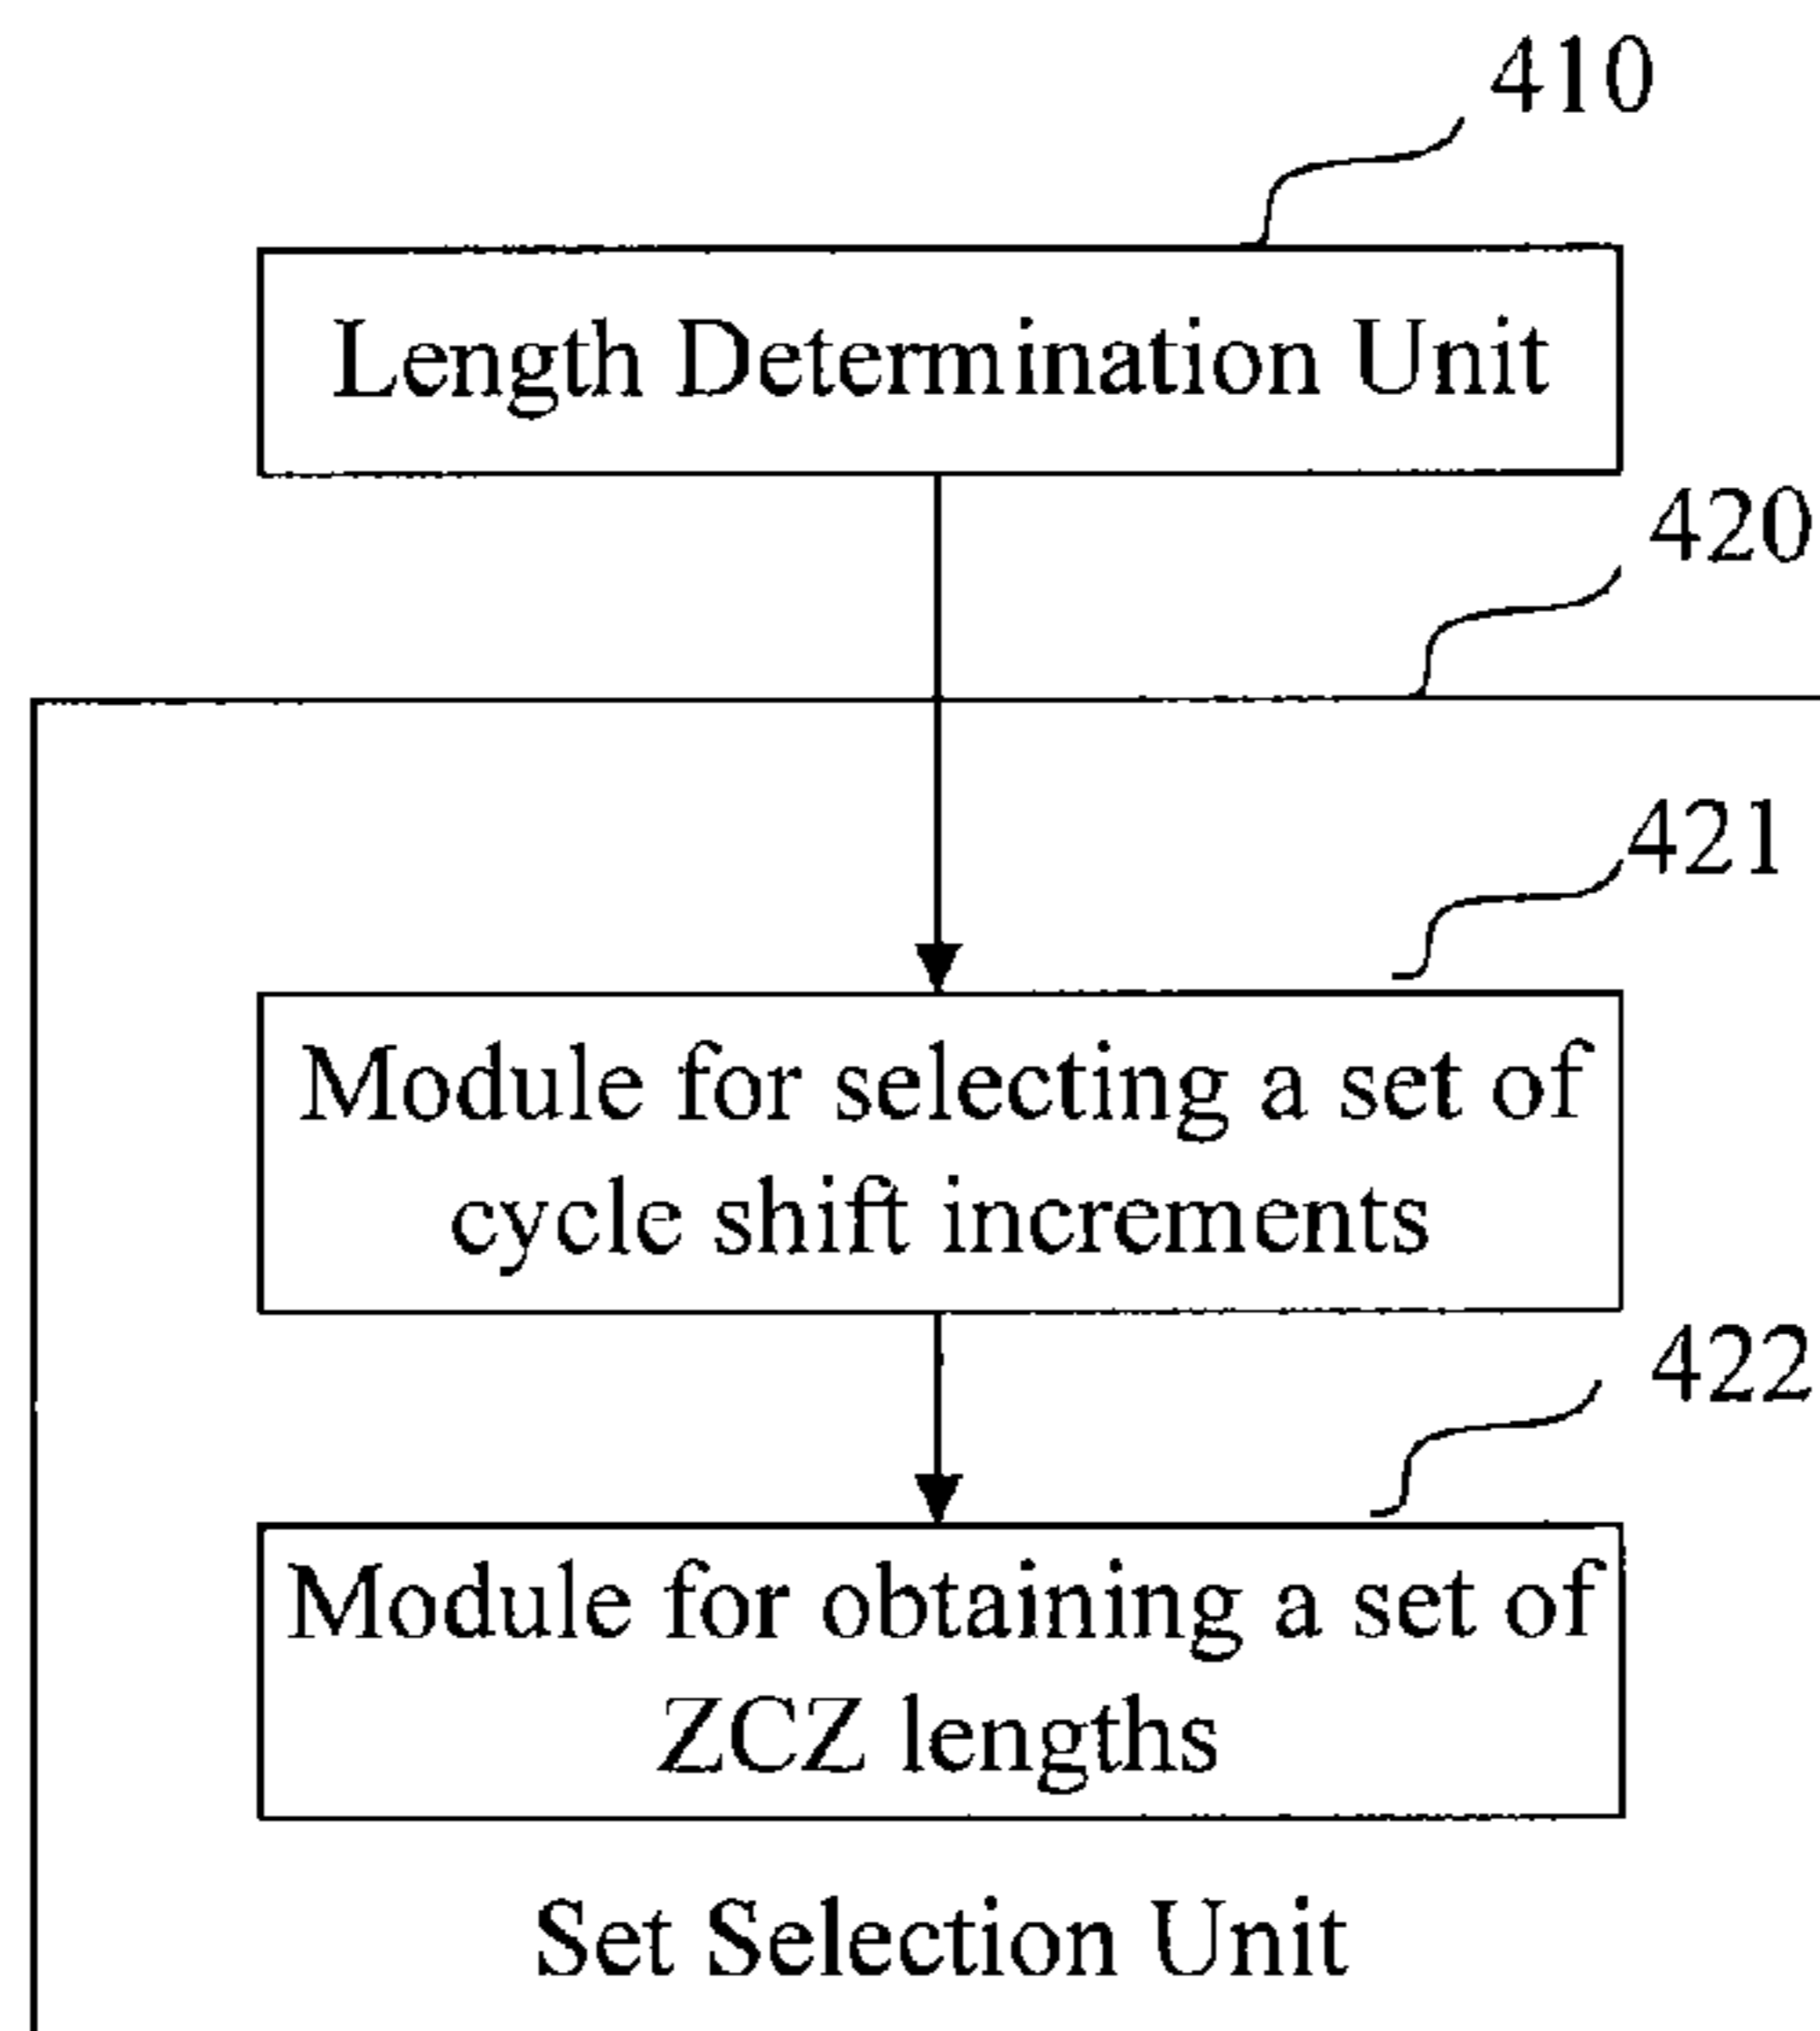 410
Length Determination Unit
420
421
Module for selecting a set of
cycle shift increments
422
Module for obtaining a set of
ZCZ lengths
Set Selection Unit